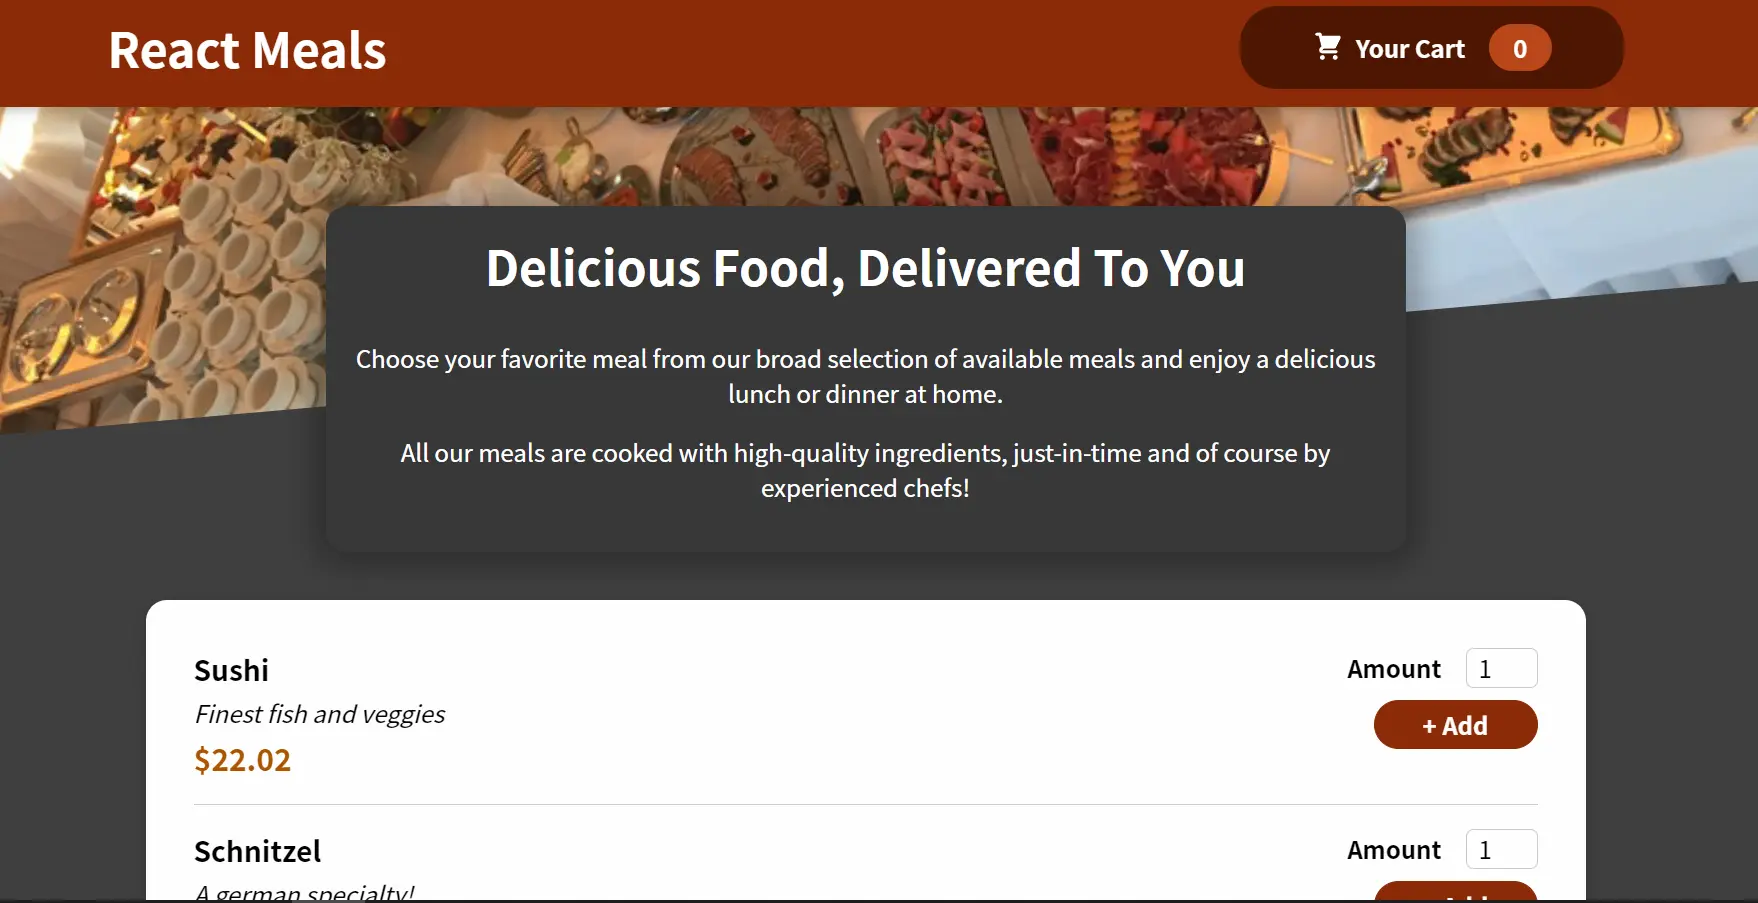 React Meals
Your Cart 0
Delicious Food, Delivered To You
Choose your favorite meal from our broad selection of available meals and enjoy a delicious
lunch or dinner at home.
All our meals are cooked with high-quality ingredients, just-in-time and of course by
experienced chefs!
Sushi
Amount 1
Finest fish and veggies
+ Add
$22.02
Schnitzel
Amount 1
A german specialty!